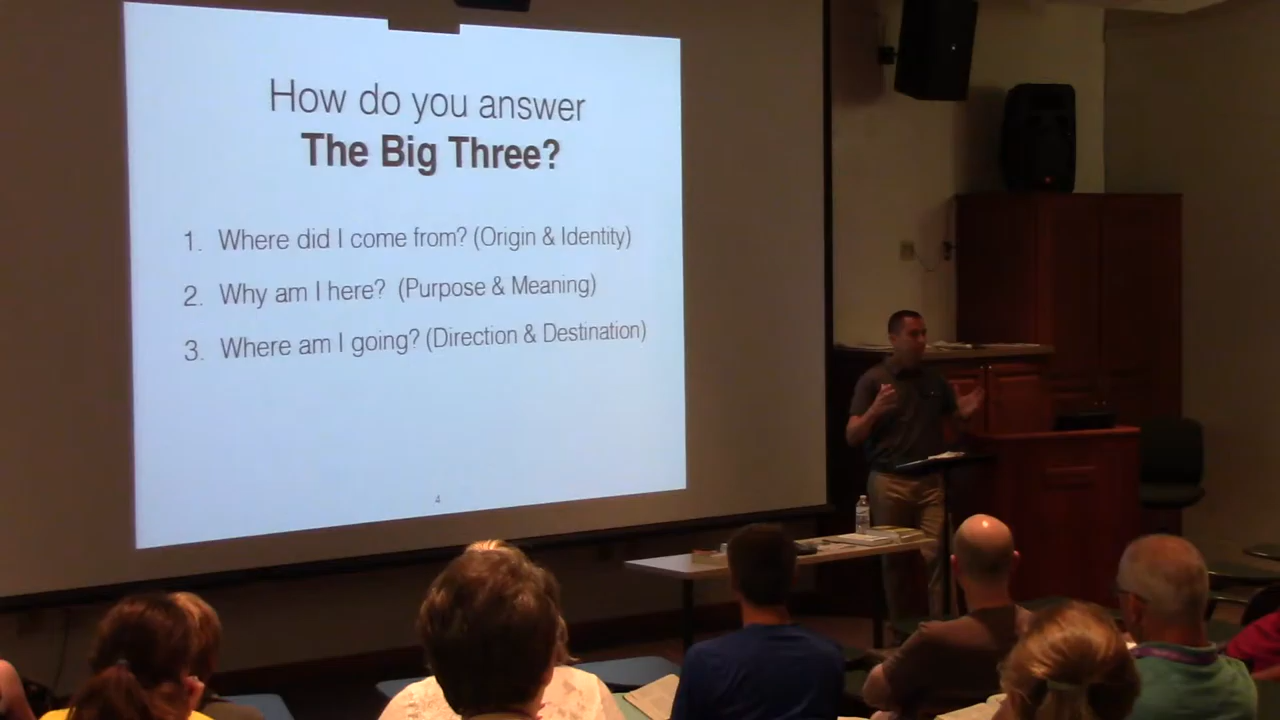 How do you answer
The Big Three?
1. Where did I come from? (Origin & Identity)
2. Why am I here? (Purpose & Meaning)
3. Where am I going? (Direction & Destination)
4